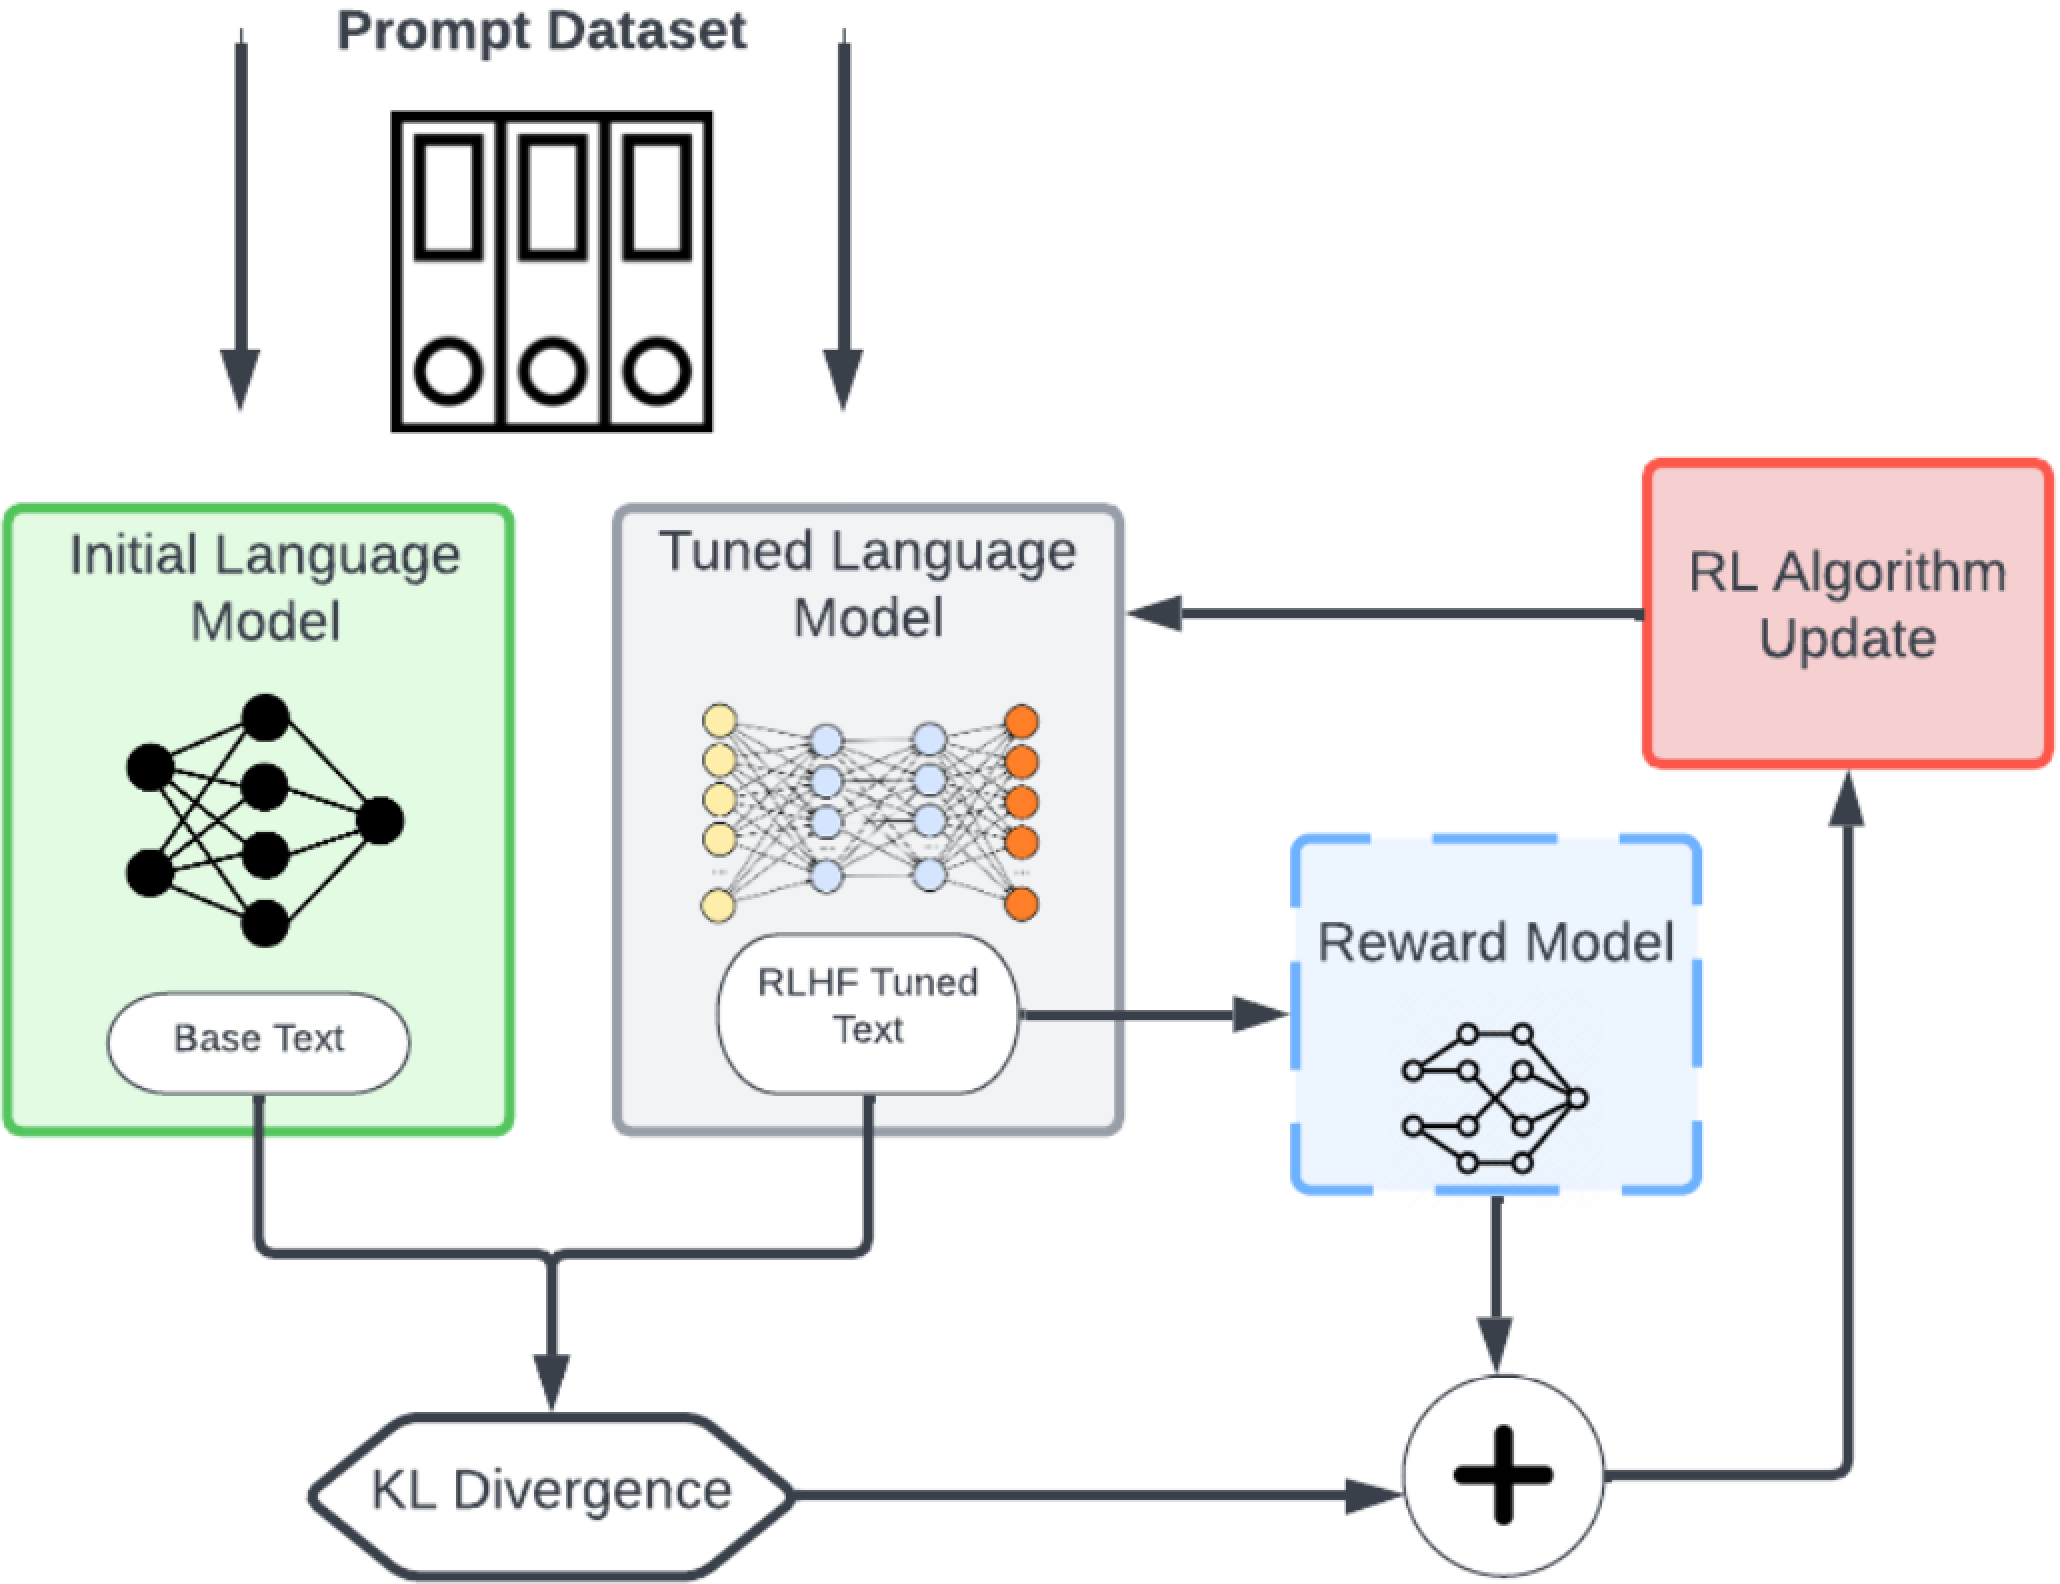 Prompt Dataset
Initial Language
Model
Tuned Language
Model
RL Algorithm
Update
Reward Model
RLHF Tuned
Text
Base Text
KL Divergence